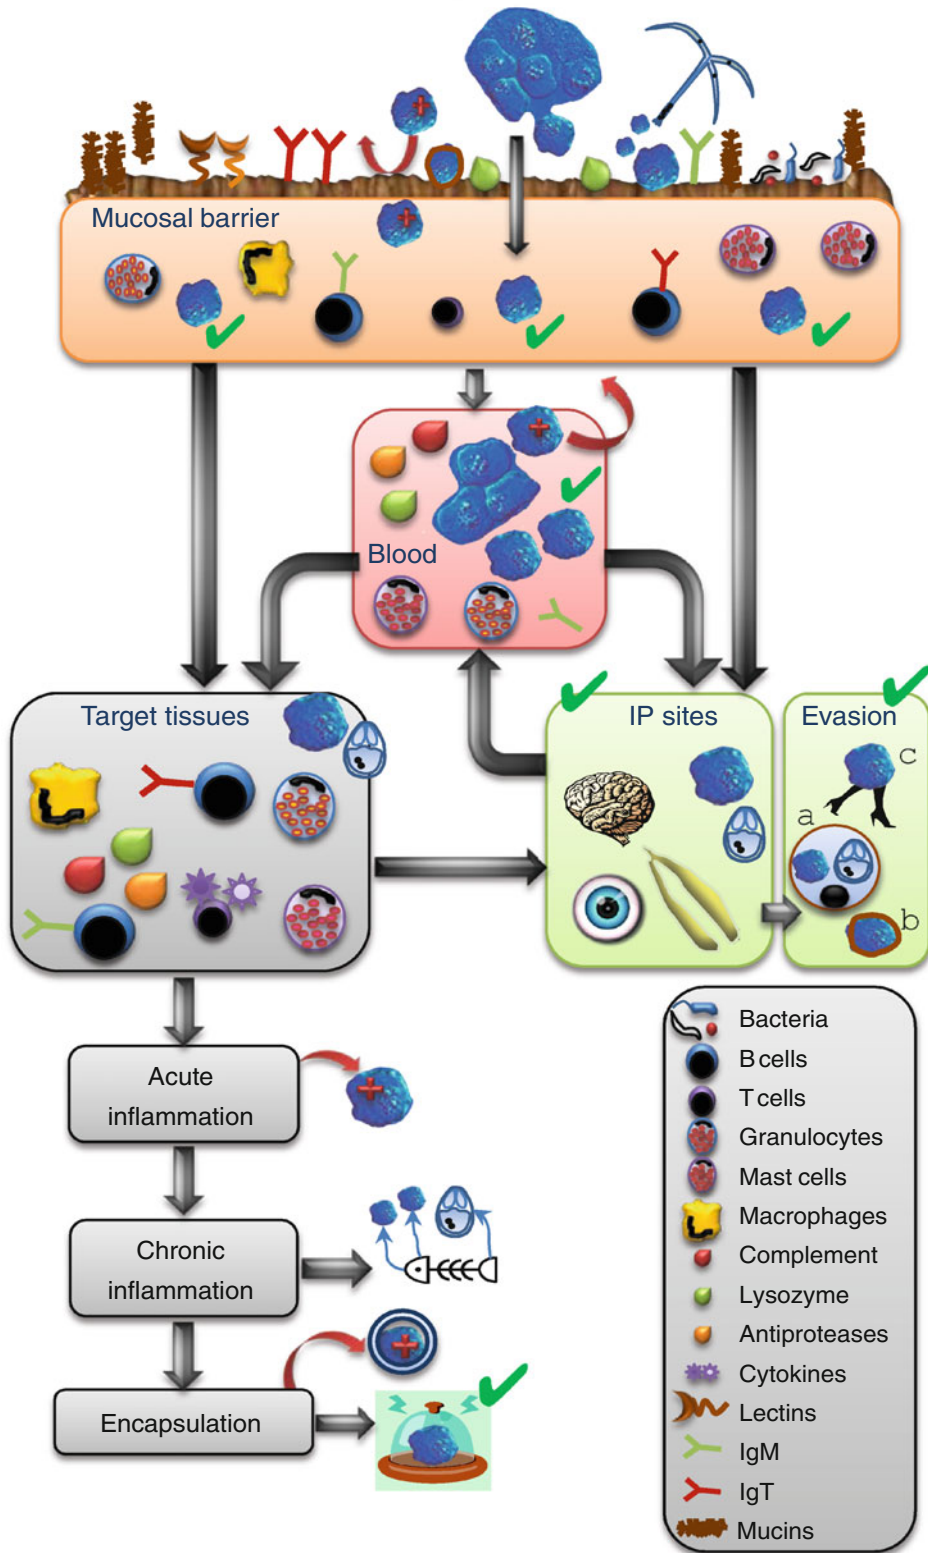 Mucosal barrier
Blood
Target tissues
IP sites
Evasion
c
a
b
Acute
inflammation
Chronic
inflammation
Encapsulation
Bacteria
B cells
T cells
Granulocytes
Mast cells
Macrophages
Complement
Lysozyme
Antiproteases
Cytokines
Lectins
IgM
IgT
Mucins